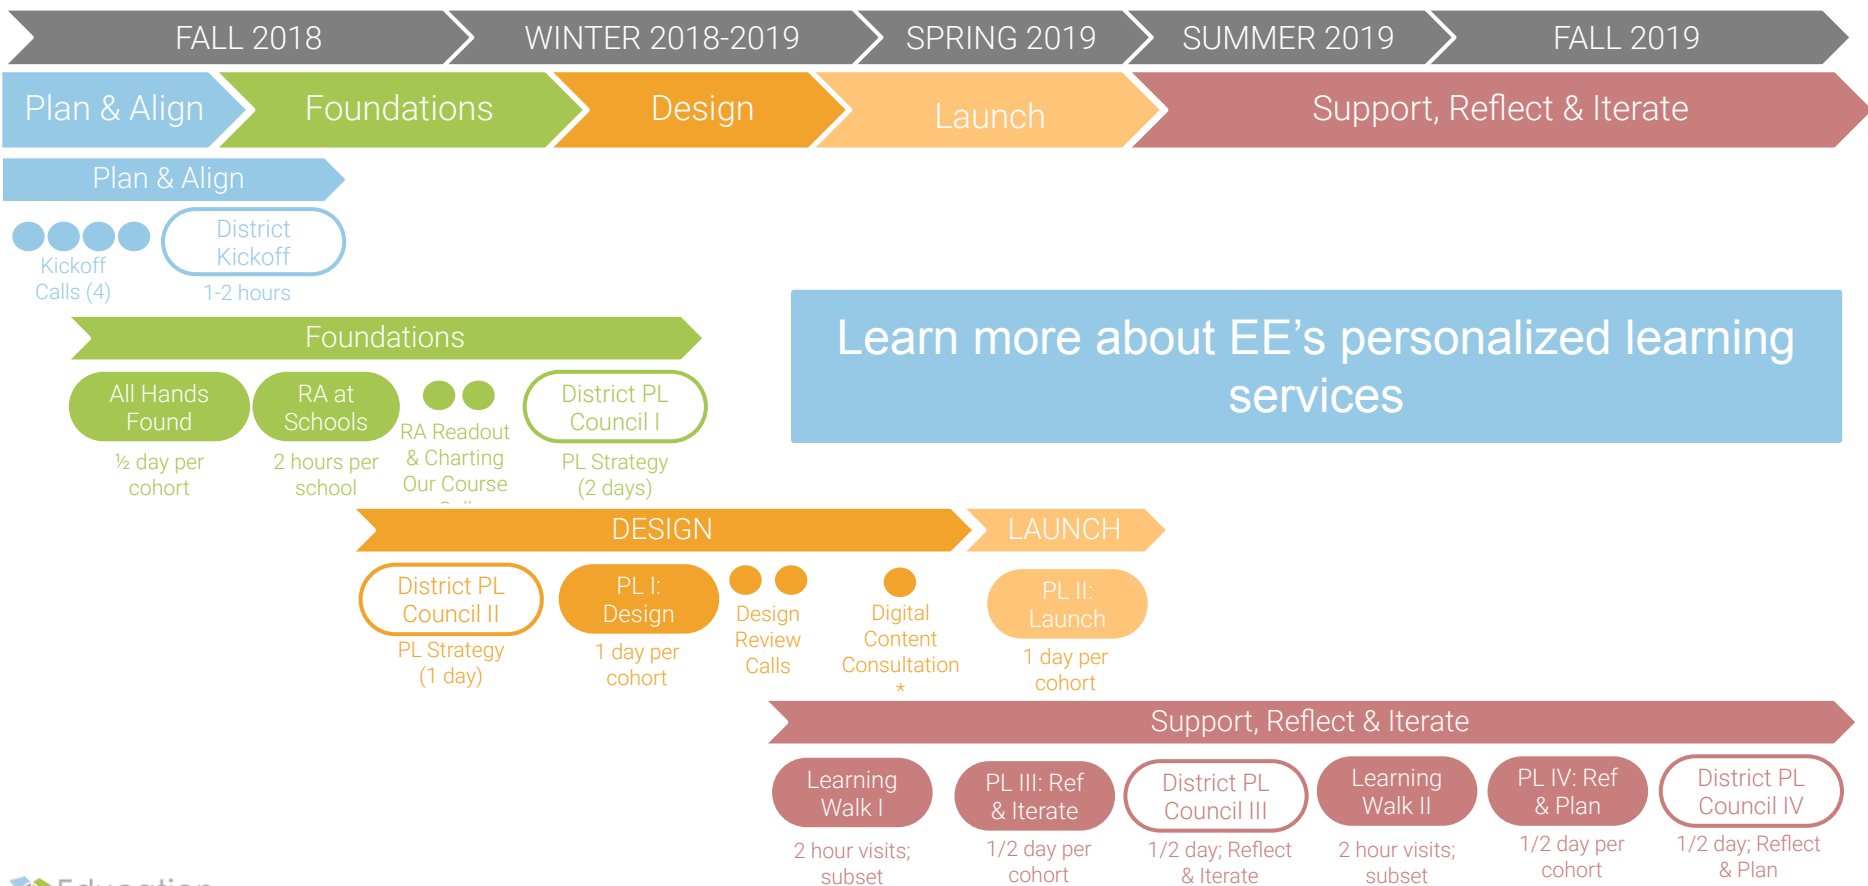 FALL 2018
WINTER 2018-2019
SPRING 2019
SUMMER 2019
FALL 2019
Plan & Align
Foundations
Design
Launch
Support, Reflect & Iterate
Plan & Align
Kickoff
Calls (4)
District
Kickoff
1-2 hours
Learn more about EE’s personalized learning
services
Foundations
All Hands
Found
½ day per
cohort
RA at
Schools
2 hours per
school
RA Readout
& Charting
Our Course
District PL
Council I
PL Strategy
(2 days)
DESIGN
District PL
Council II
PL Strategy
(1 day)
PL I:
Design
1 day per
cohort
Design
Review
Calls
Digital
Content
Consultation
*
LAUNCH
PL II:
Launch
1 day per
cohort
Support, Reflect & Iterate
Learning
Walk I
2 hour visits;
subset
PL III: Ref
& Iterate
1/2 day per
cohort
District PL
Council III
1/2 day; Reflect
& Iterate
Learning
Walk II
2 hour visits;
subset
PL IV: Ref
& Plan
1/2 day per
cohort
District PL
Council IV
1/2 day; Reflect
& Plan
Education